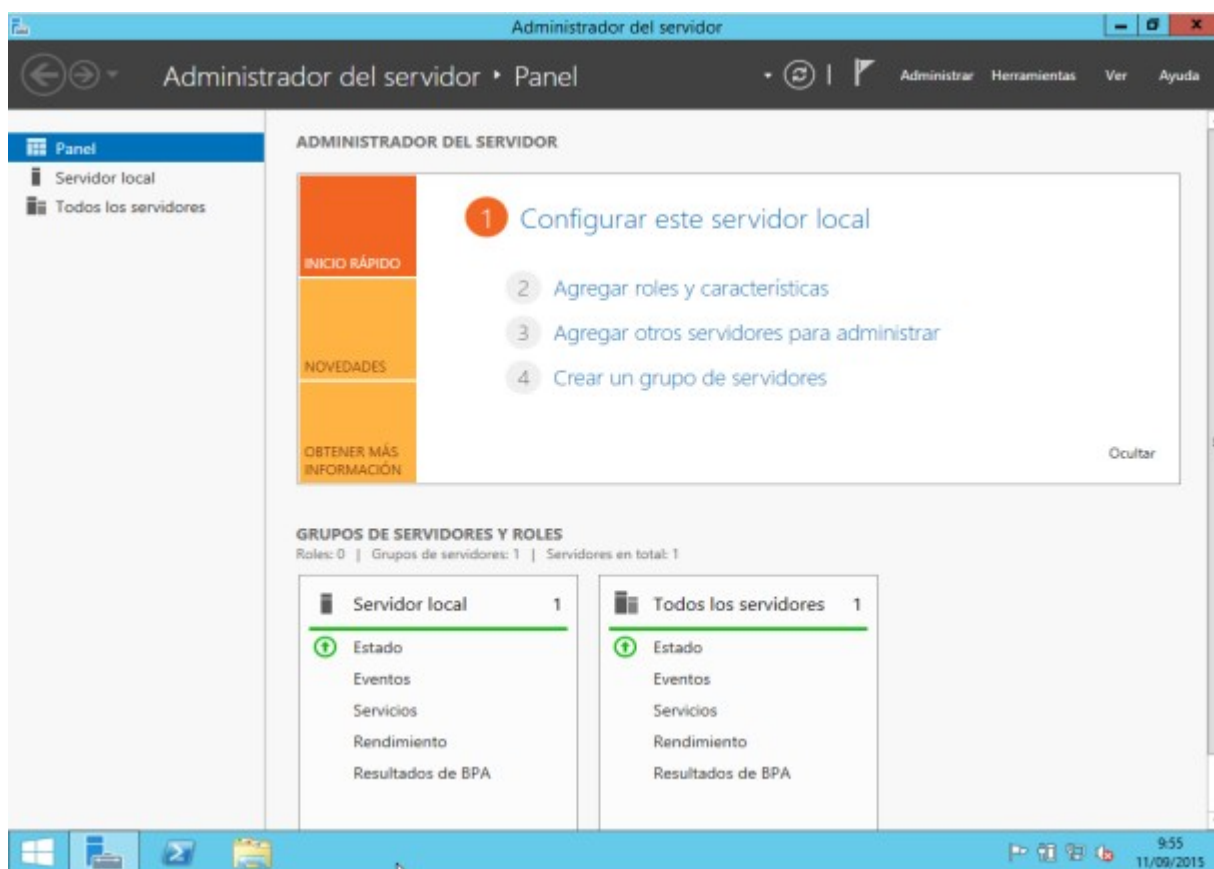 Administrador del servidor
Administrador del servidor ‣ Panel
Administrar Herramientas Ver Ayuda
Panel
Servidor local
Todos los servidores
ADMINISTRADOR DEL SERVIDOR
INICIO RÁPIDO
NOVEDADES
OBTENER MÁS
INFORMACIÓN
1 Configurar este servidor local
2 Agregar roles y características
3 Agregar otros servidores para administrar
4 Crear un grupo de servidores
Ocultar
GRUPOS DE SERVIDORES Y ROLES
Roles: 0 | Grupos de servidores: 1 | Servidores en total: 1
Servidor local 1
Estado
Eventos
Servicios
Rendimiento
Resultados de BPA
Todos los servidores 1
Estado
Eventos
Servicios
Rendimiento
Resultados de BPA
9:55
11/09/2015